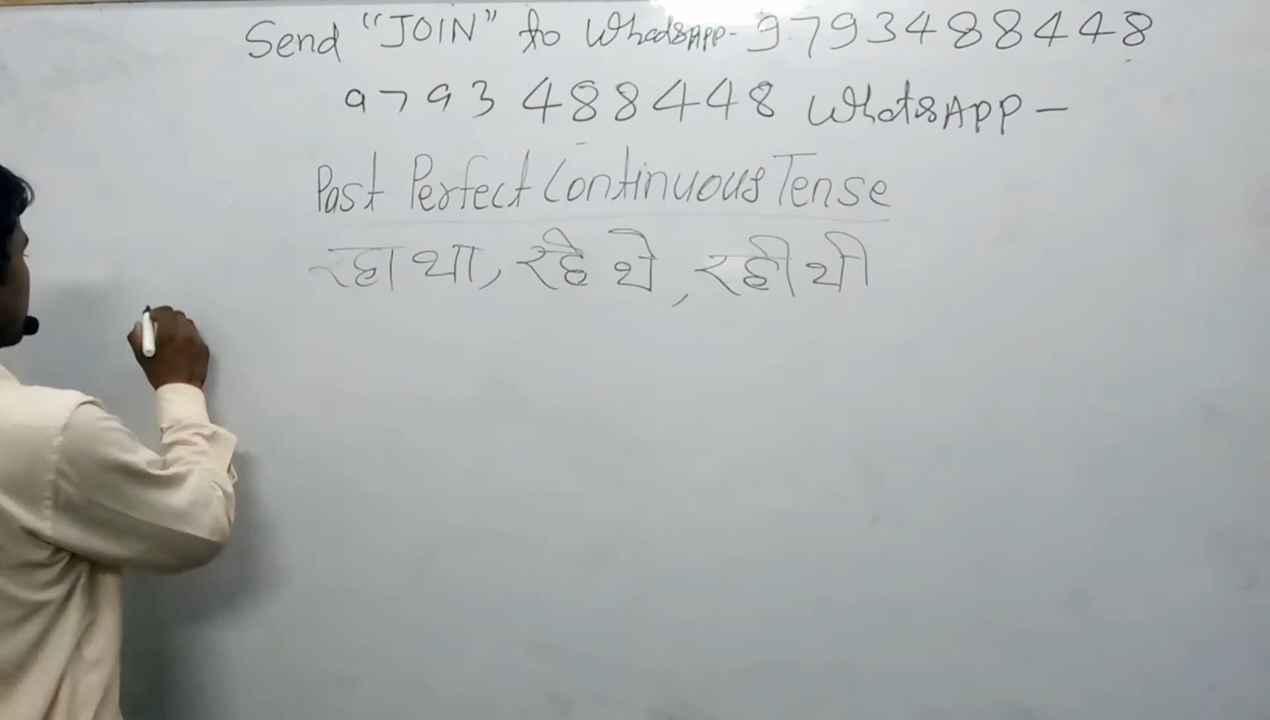 Send "JOIN" to WhatsApp- 9793488448
9793 488448 WhatsApp –
Past Perfect Continuous Tense
रहा था, रहे थे, रही थी